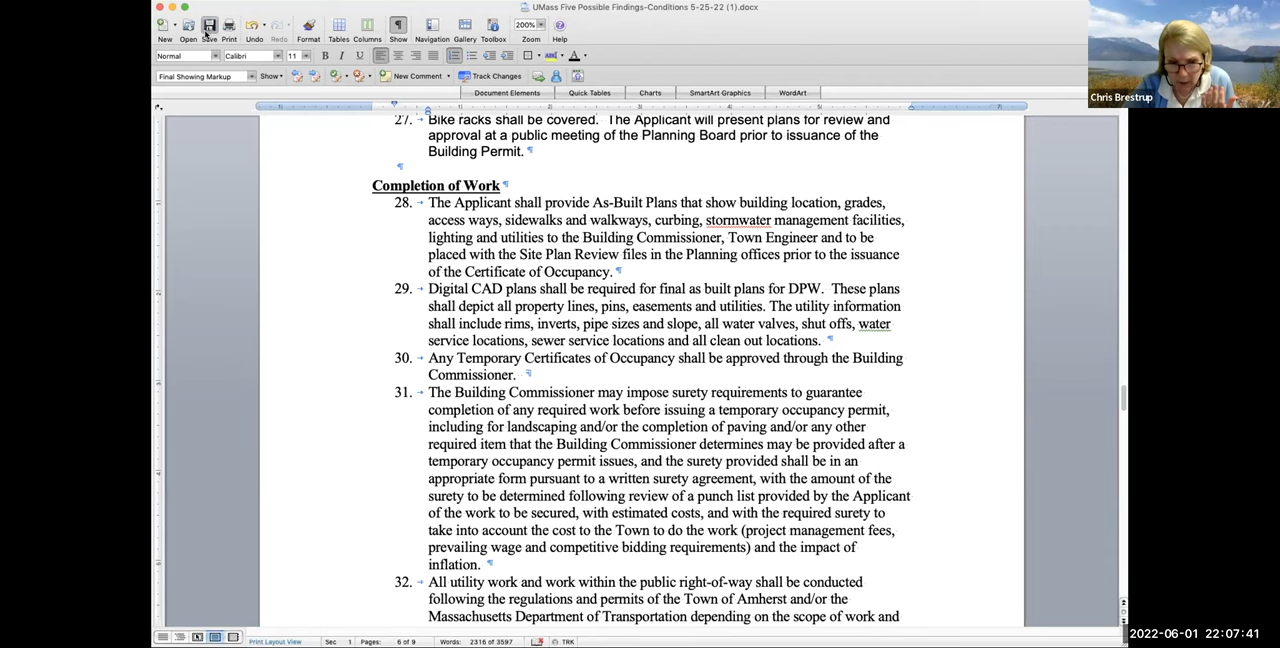 UMass Five Possible Findings-Conditions 5-25-22 (1).docx
New Open Save Print Undo Redo Format Tables Columns Show Navigation Gallery Toolbox Zoom Help
200%
Normal Calibri 11 B I U
Final Showing Markup Show New Comment Track Changes
Document Elements Quick Tables Charts SmartArt Graphics WordArt
Chris Brestrup
27. Bike racks shall be covered. The Applicant will present plans for review and
approval at a public meeting of the Planning Board prior to issuance of the
Building Permit.
Completion of Work
28. The Applicant shall provide As-Built Plans that show building location, grades,
access ways, sidewalks and walkways, curbing, stormwater management facilities,
lighting and utilities to the Building Commissioner, Town Engineer and to be
placed with the Site Plan Review files in the Planning offices prior to the issuance
of the Certificate of Occupancy.
29. Digital CAD plans shall be required for final as built plans for DPW. These plans
shall depict all property lines, pins, easements and utilities. The utility information
shall include rims, inverts, pipe sizes and slope, all water valves, shut offs, water
service locations, sewer service locations and all clean out locations.
30. Any Temporary Certificates of Occupancy shall be approved through the Building
Commissioner.
31. The Building Commissioner may impose surety requirements to guarantee
completion of any required work before issuing a temporary occupancy permit,
including for landscaping and/or the completion of paving and/or any other
required item that the Building Commissioner determines may be provided after a
temporary occupancy permit issues, and the surety provided shall be in an
appropriate form pursuant to a written surety agreement, with the amount of the
surety to be determined following review of a punch list provided by the Applicant
of the work to be secured, with estimated costs, and with the required surety to
take into account the cost to the Town to do the work (project management fees,
prevailing wage and competitive bidding requirements) and the impact of
inflation.
32. All utility work and work within the public right-of-way shall be conducted
following the regulations and permits of the Town of Amherst and/or the
Massachusetts Department of Transportation depending on the scope of work and
Print Layout View Sec 1 Pages: 6 of 9 Words: 2316 of 3597 TRK
2022-06-01 22:07:41